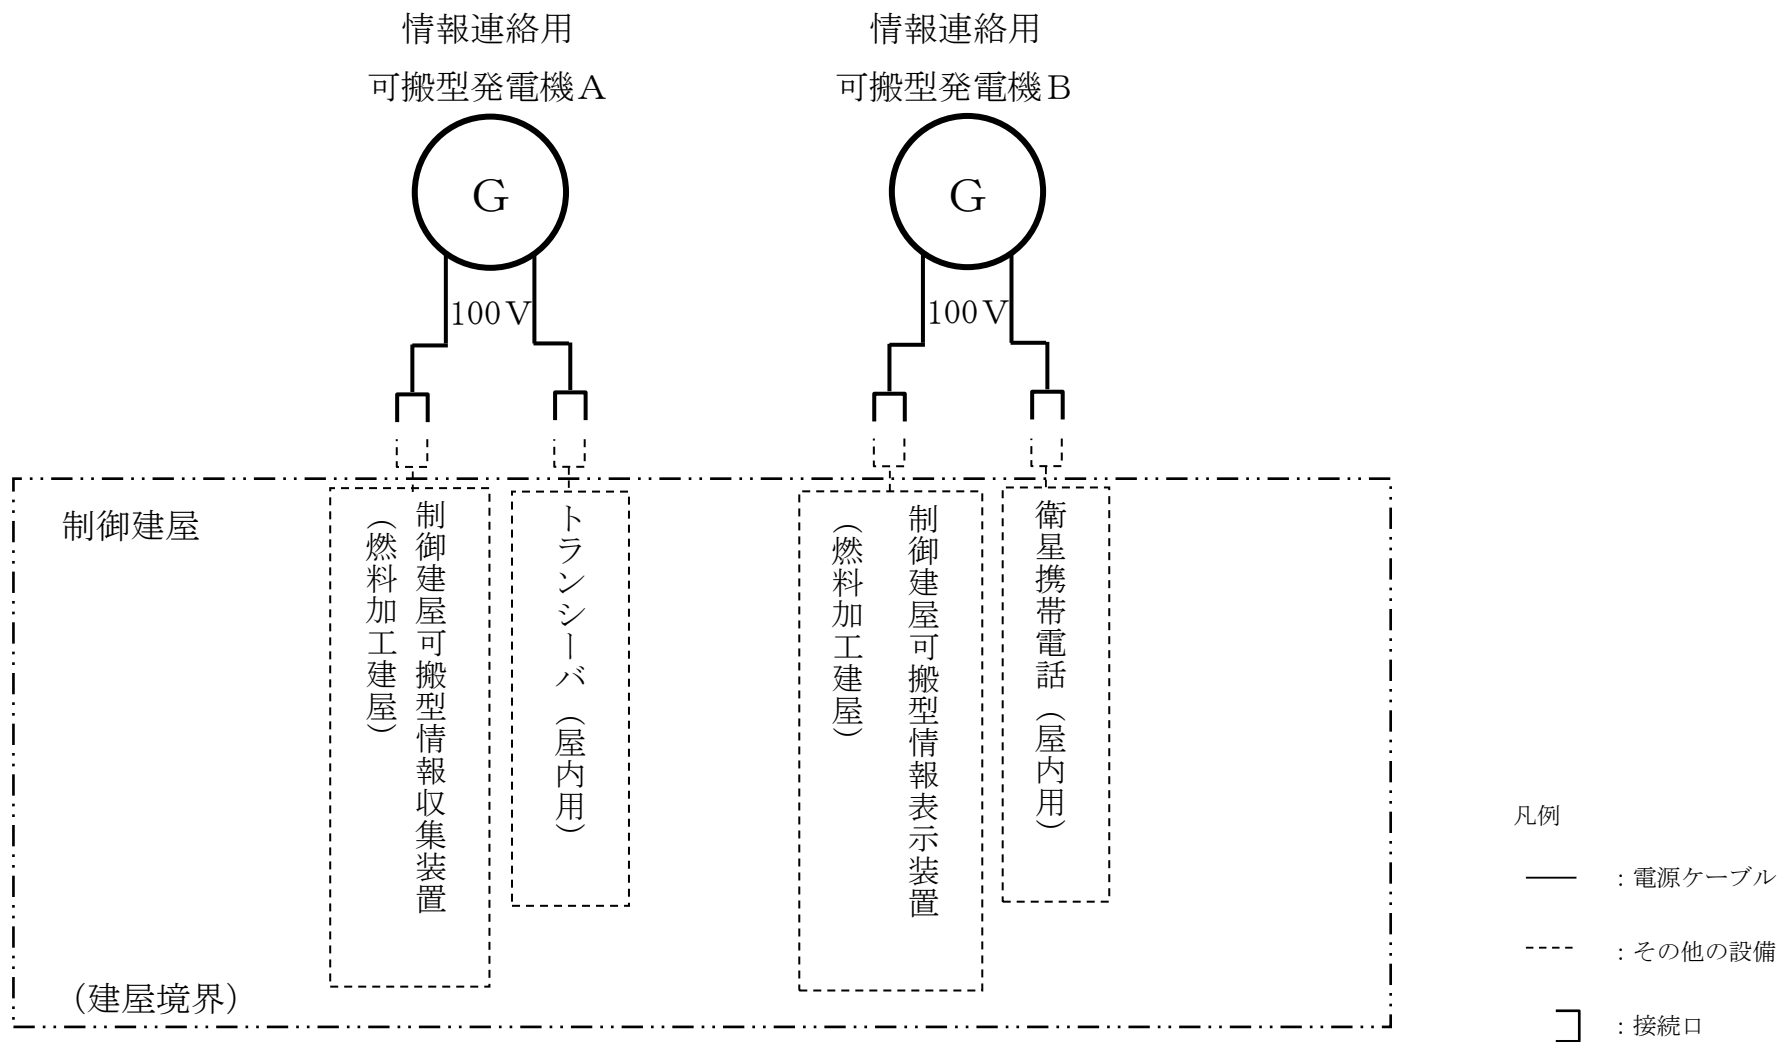 情報連絡用
可搬型発電機A
情報連絡用
可搬型発電機B
G
G
100V
100V
制御建屋
制御建屋可搬型情報収集装置
（燃料加工建屋）
トランシーバ（屋内用）
制御建屋可搬型情報表示装置
（燃料加工建屋）
衛星携帯電話（屋内用）
（建屋境界）
凡例
：電源ケーブル
：その他の設備
：接続口